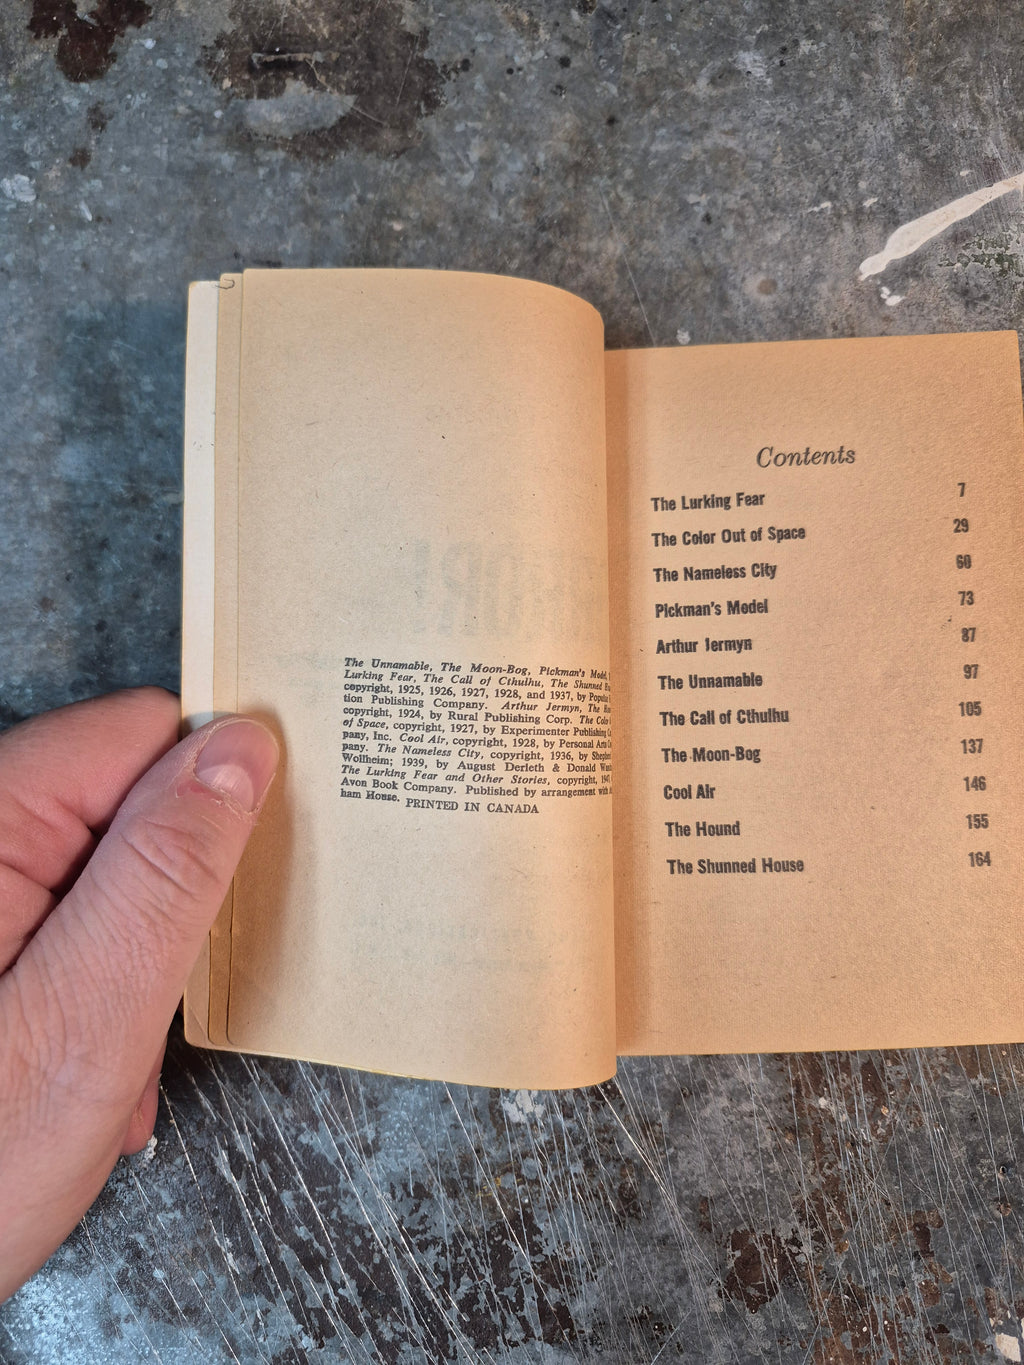 The Unnamable, The Moon-Bog, Pickman's Model,
Lurking Fear, The Call of Cthulhu, The Shunned
copyright, 1925, 1926, 1927, 1928, and 1937, by
tion Publishing Company. Arthur Jermyn, The
copyright, 1924, by Rural Publishing Corp. The
of Space, copyright, 1927, by Experimenter Publishing
pany, Inc. Cool Air, copyright, 1928, by Personal Arts
pany. The Nameless City, copyright, 1936, by
Wollheim; 1939, by August Derleth & Donald
The Lurking Fear and Other Stories, copyright,
Avon Book Company. Published by arrangement with
ham House. PRINTED IN CANADA
Contents
The Lurking Fear 7
The Color Out of Space 29
The Nameless City 60
Pickman's Model 73
Arthur Jermyn 87
The Unnamable 97
The Call of Cthulhu 105
The Moon-Bog 137
Cool Air 146
The Hound 155
The Shunned House 164